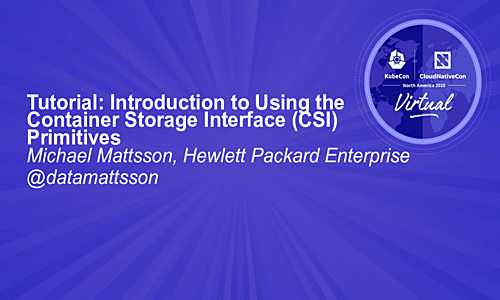 KubeCon
CloudNativeCon
North America 2020
Virtual
Tutorial: Introduction to Using the
Container Storage Interface (CSI)
Primitives
Michael Mattsson, Hewlett Packard Enterprise
@datamattsson